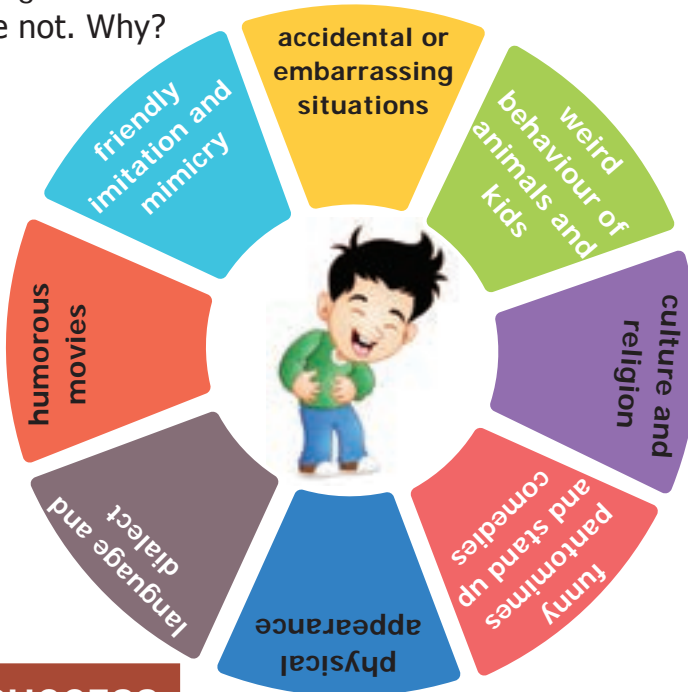 e not. Why?
accidental or
embarrassing
situations
weird
behaviour of
animals and
kids
culture and
religion
funny
pantomimes
and stand up
comedies
physical
appearance
language and
dialect
humorous
movies
friendly
imitation and
mimicry